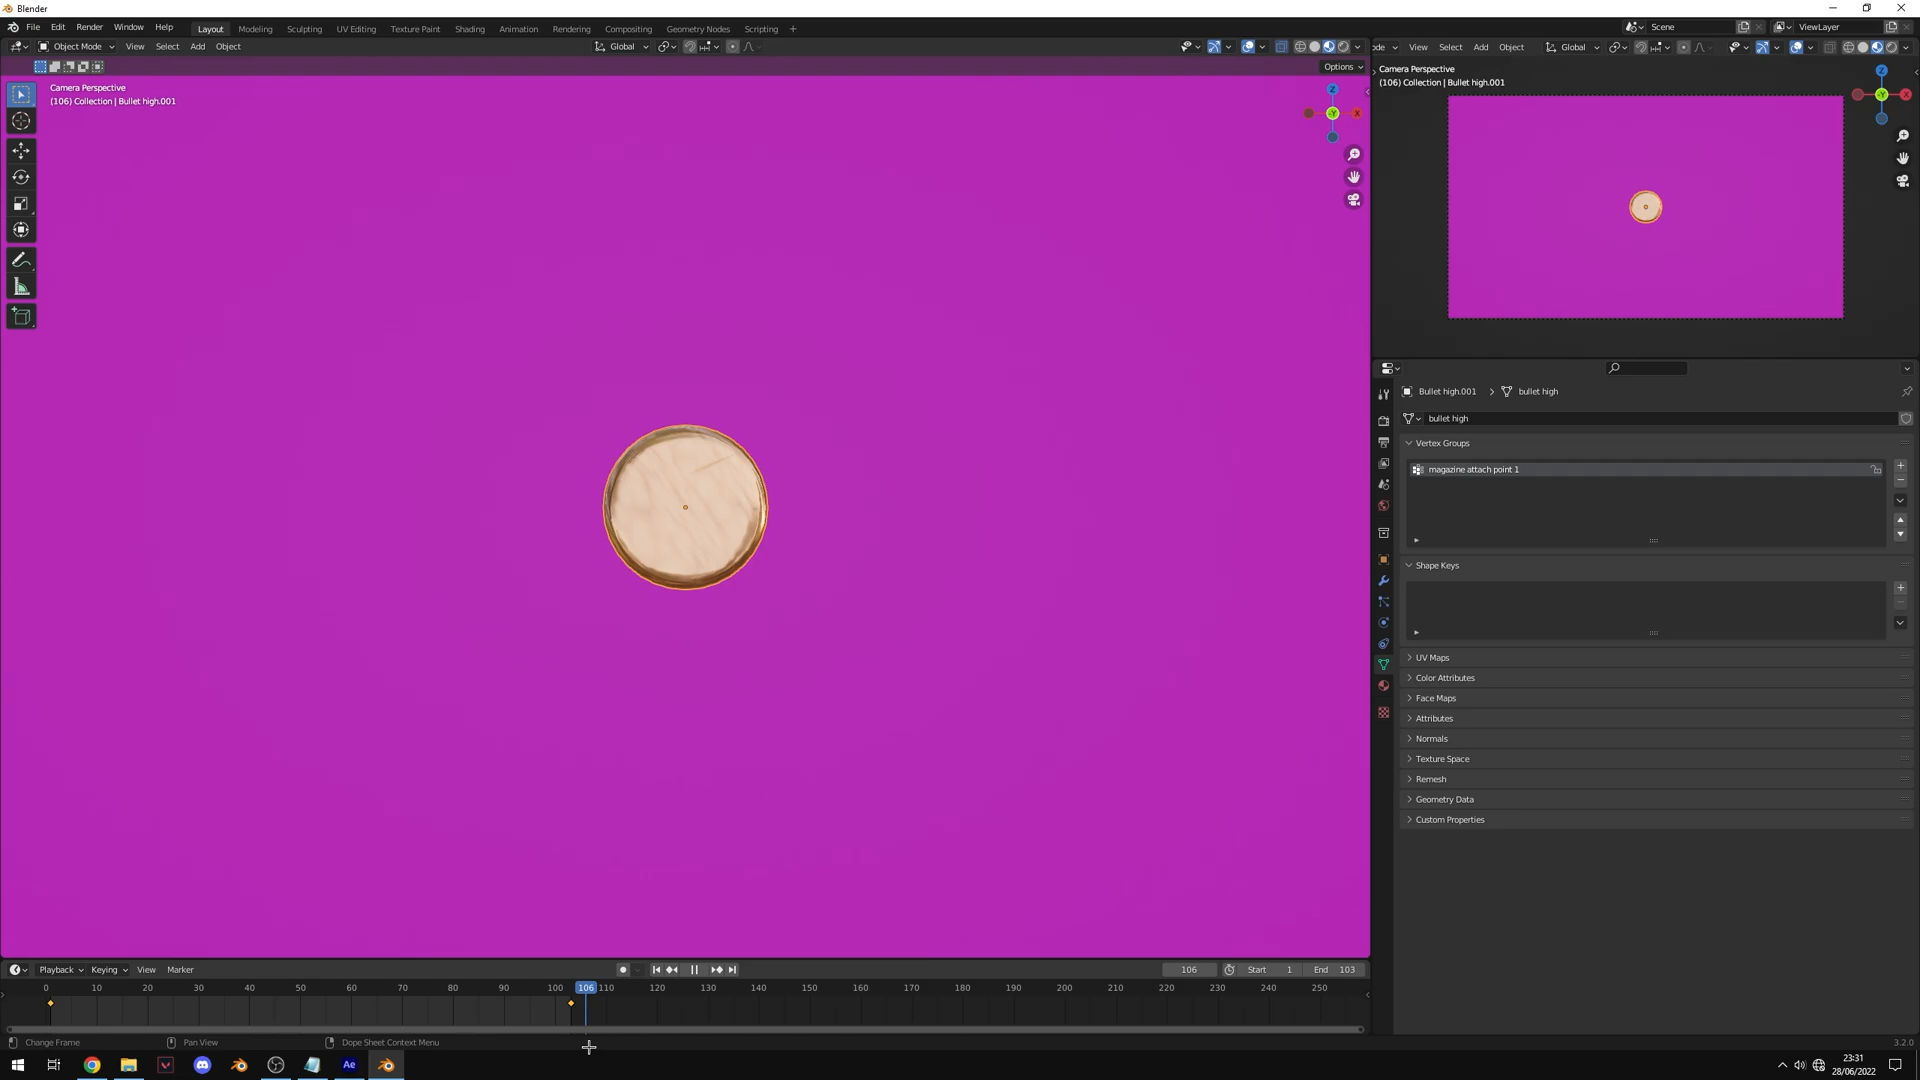 Blender
File Edit Render Window Help Layout Modeling Sculpting UV Editing Texture Paint Shading Animation Rendering Compositing Geometry Nodes Scripting + Scene ViewLayer
Object Mode View Select Add Object Global
de View Select Add Object Global
Options
Camera Perspective
(106) Collection | Bullet high.001
Z
Y
X
Camera Perspective
(106) Collection | Bullet high.001
Z
Y
X
Bullet high.001 > bullet high
bullet high
Vertex Groups
magazine attach point 1
Shape Keys
UV Maps
Color Attributes
Face Maps
Attributes
Normals
Texture Space
Remesh
Geometry Data
Custom Properties
Playback Keying View Marker 106 Start 1 End 103
0 10 20 30 40 50 60 70 80 90 100 106 110 120 130 140 150 160 170 180 190 200 210 220 230 240 250
Change Frame Pan View Dope Sheet Context Menu 3.2.0
Ae
23:31
28/06/2022